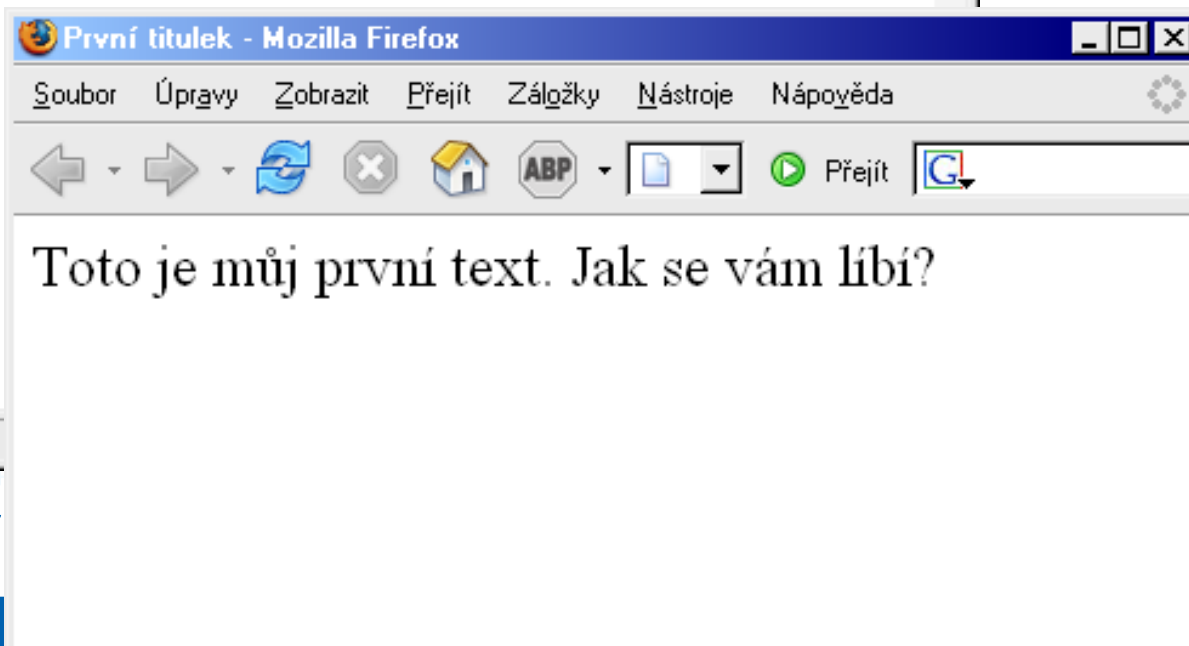 První titulek - Mozilla Firefox
Soubor Úpravy Zobrazit Přejít Záložky Nástroje Nápověda
ABP Přejít G
Toto je můj první text. Jak se vám líbí?